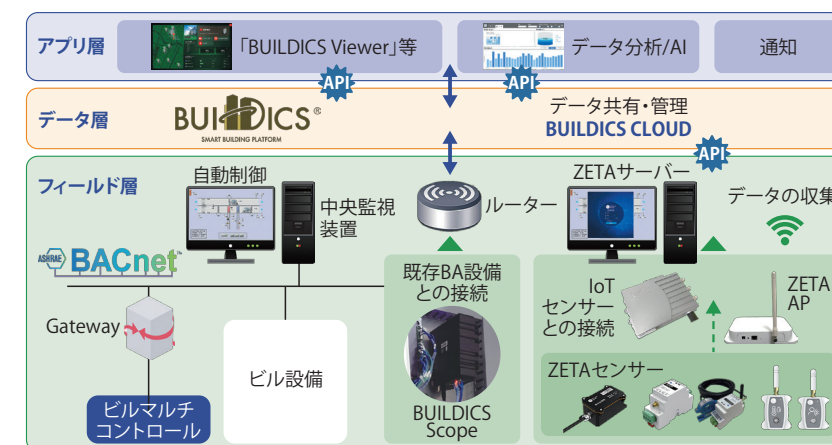 アプリ層
「BUILDICS Viewer」等
データ分析/AI
通知
API
API
データ層
BUILDICS®
SMART BUILDING PLATFORM
データ共有・管理
BUILDICS CLOUD
API
フィールド層
自動制御
中央監視
装置
ルーター
ZETAサーバー
データの収集
ASHRAE BACnet™
既存BA設備
との接続
IoT
センサー
との接続
ZETA
AP
Gateway
ビル設備
ZETAセンサー
ビルマルチ
コントロール
BUILDICS
Scope